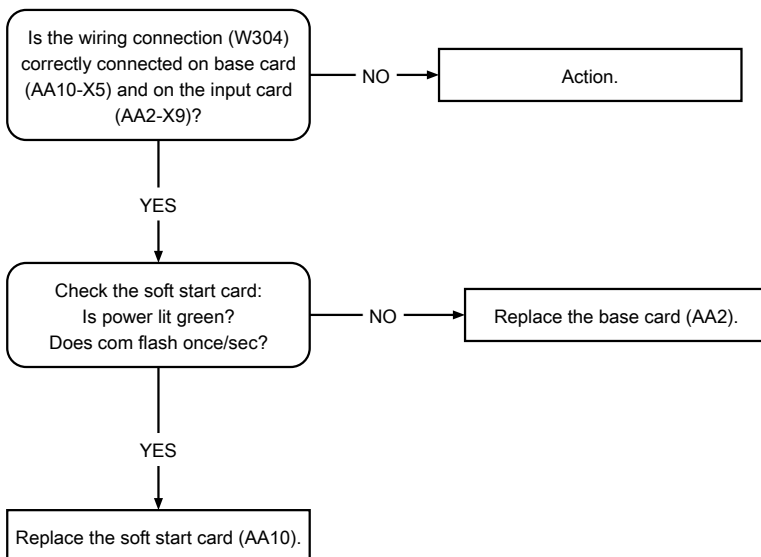 Is the wiring connection (W304)
correctly connected on base card
(AA10-X5) and on the input card
(AA2-X9)?
NO
Action.
YES
Check the soft start card:
Is power lit green?
Does com flash once/sec?
NO
Replace the base card (AA2).
YES
Replace the soft start card (AA10).